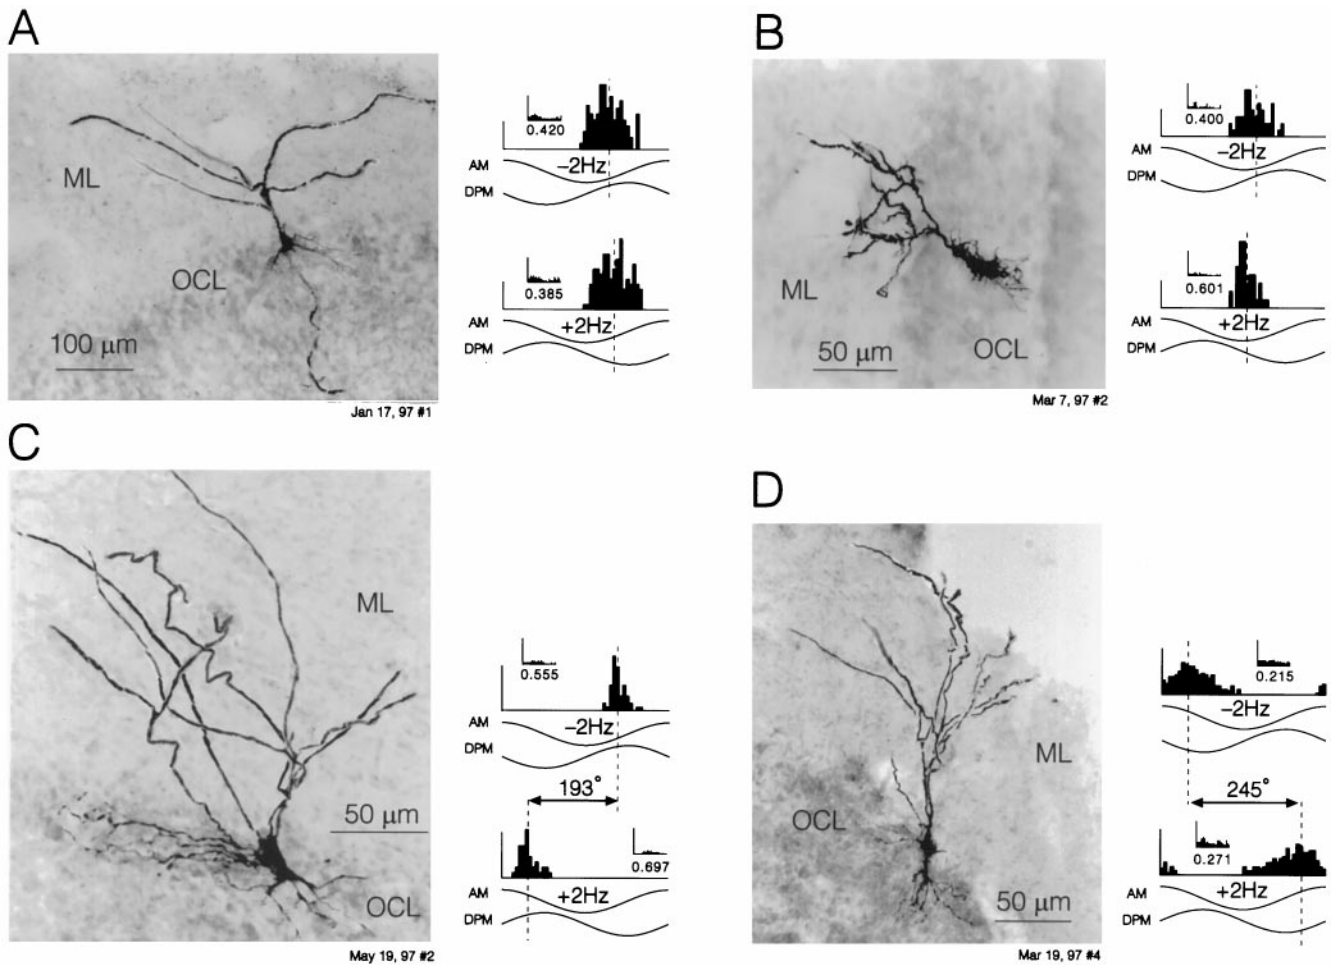 A
ML
OCL
100 μm
Jan 17, 97 #1
0.420
AM
−2Hz
DPM
0.385
AM
+2Hz
DPM
B
ML
OCL
50 μm
Mar 7, 97 #2
0.400
AM
−2Hz
DPM
0.601
AM
+2Hz
DPM
C
ML
50 μm
OCL
May 19, 97 #2
0.555
AM
−2Hz
DPM
193°
0.697
AM
+2Hz
DPM
D
ML
OCL
50 μm
Mar 19, 97 #4
0.215
AM
−2Hz
DPM
245°
0.271
AM
+2Hz
DPM